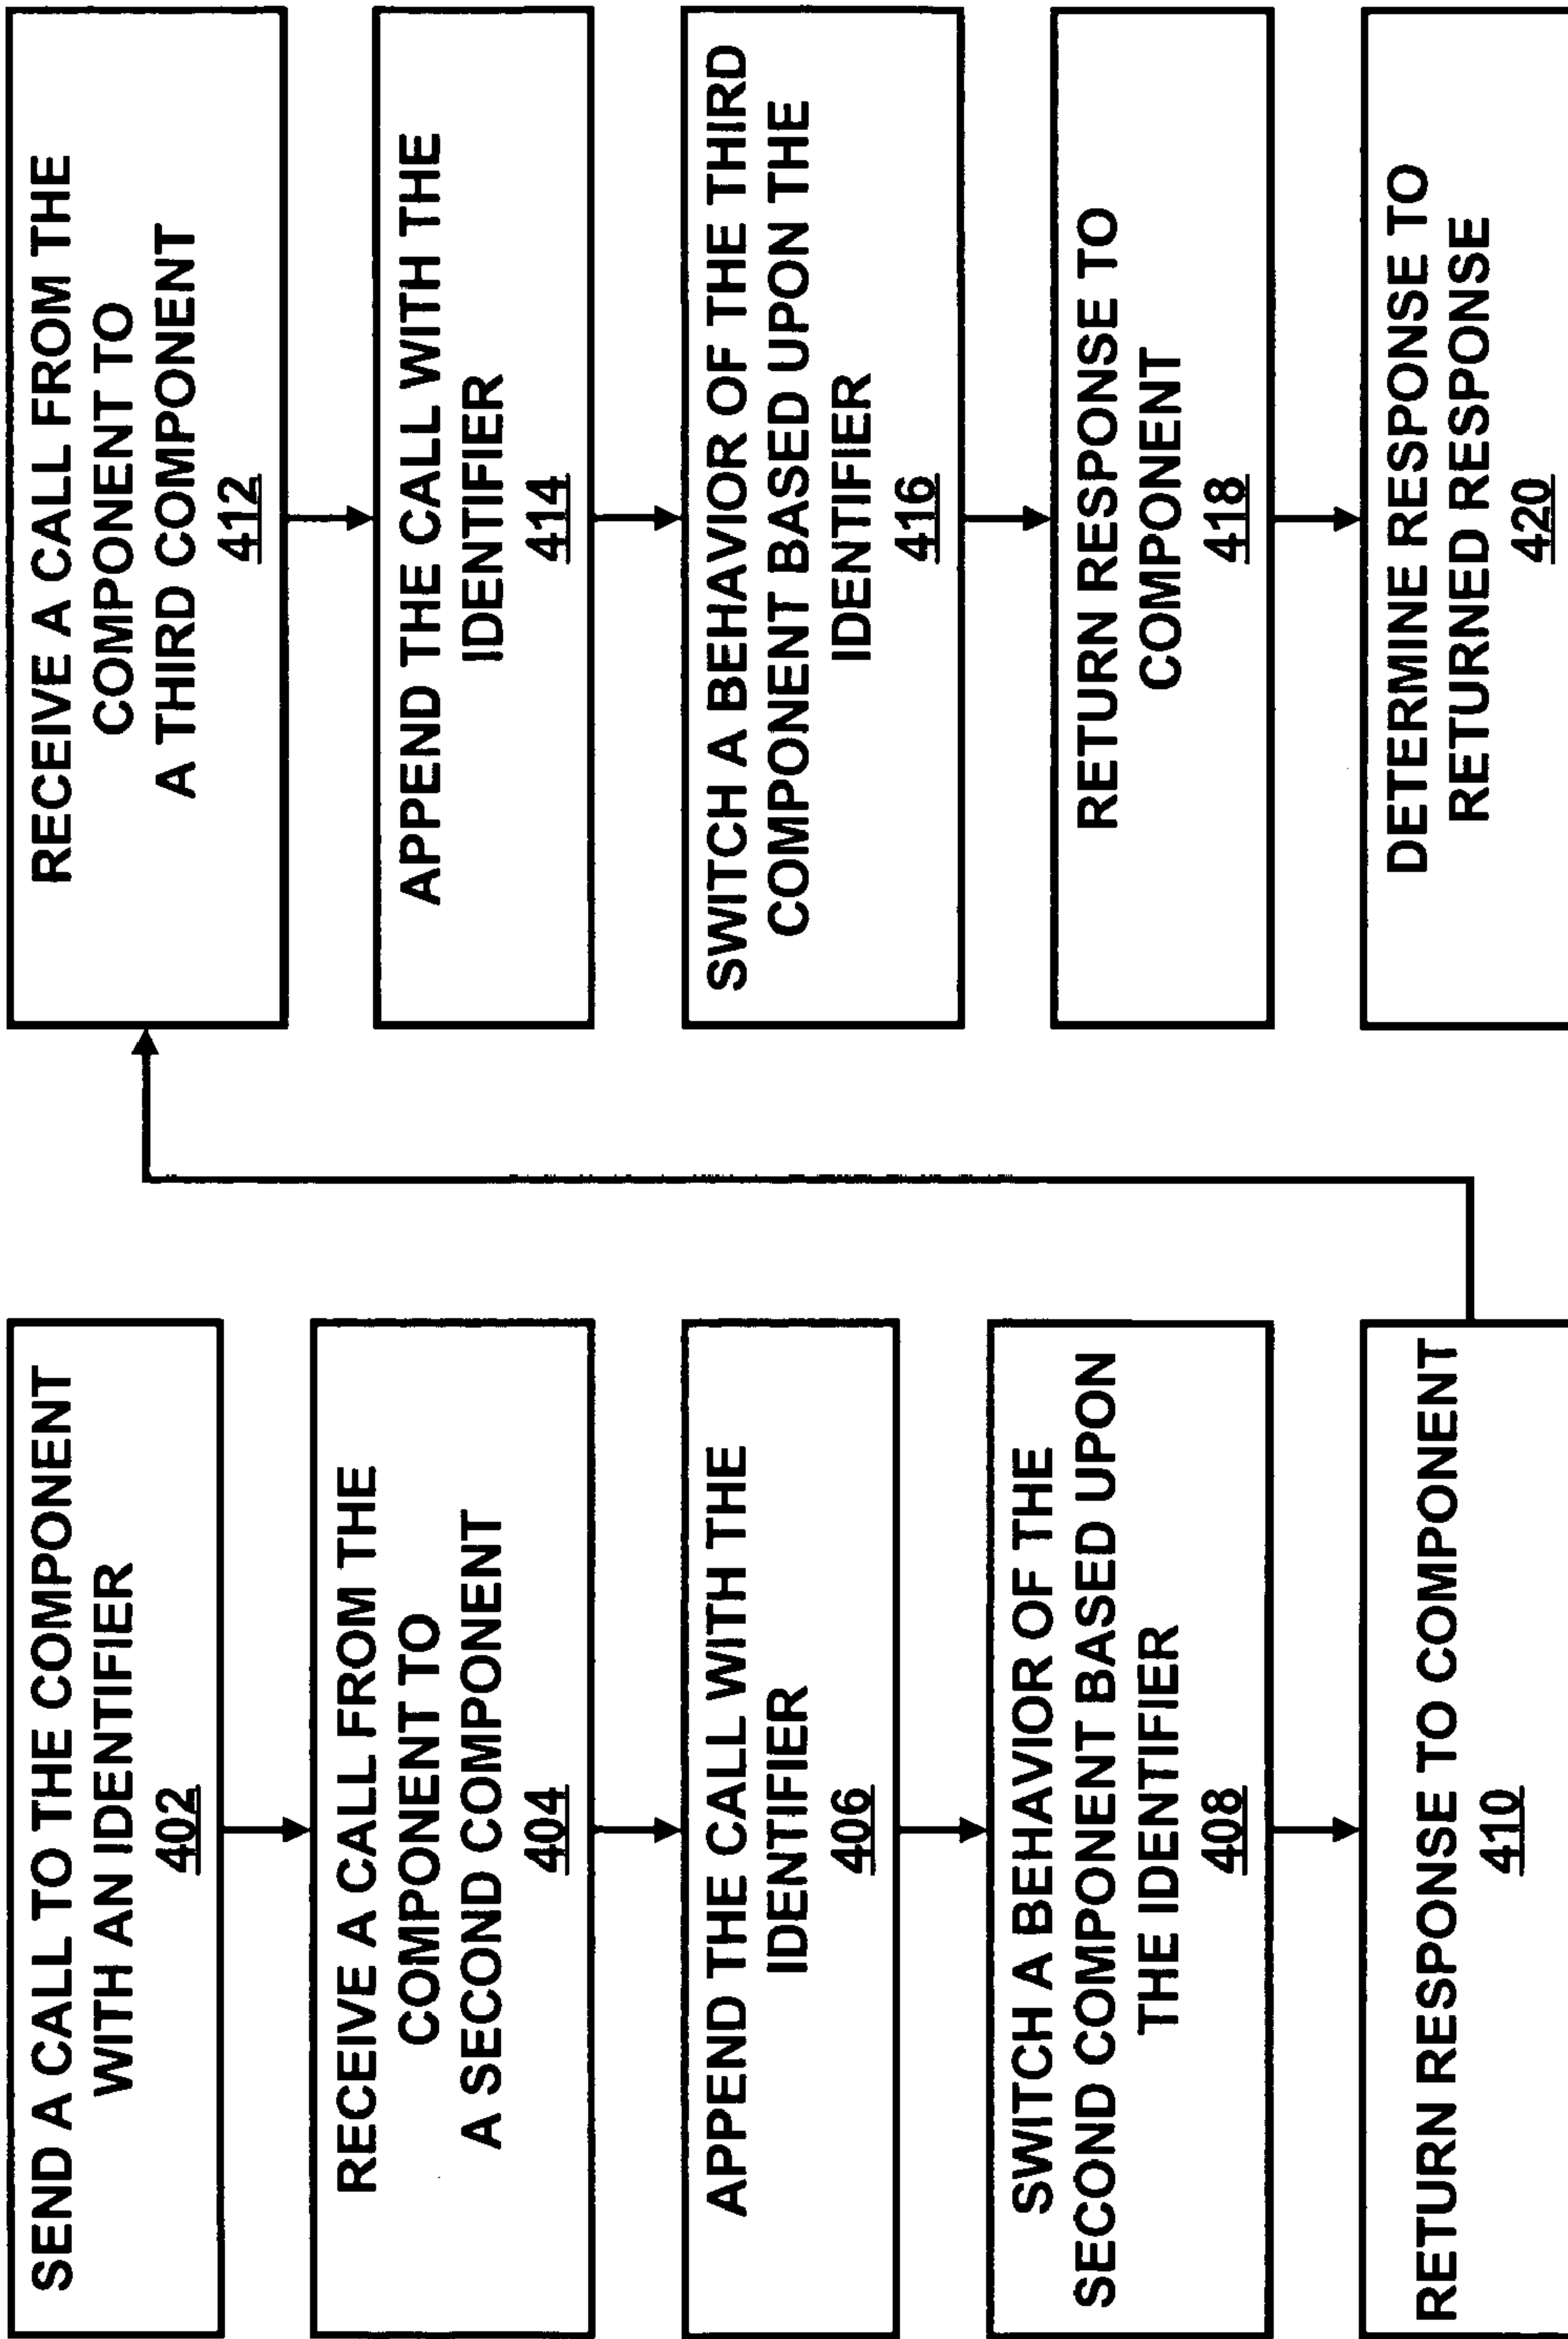 SEND A CALL TO THE COMPONENT
WITH AN IDENTIFIER
402
RECEIVE A CALL FROM THE
COMPONENT TO
A SECOND COMPONENT
404
APPEND THE CALL WITH THE
IDENTIFIER
406
SWITCH A BEHAVIOR OF THE
SECOND COMPONENT BASED UPON
THE IDENTIFIER
408
RETURN RESPONSE TO COMPONENT
410
RECEIVE A CALL FROM THE
COMPONENT TO
A THIRD COMPONENT
412
APPEND THE CALL WITH THE
IDENTIFIER
414
SWITCH A BEHAVIOR OF THE THIRD
COMPONENT BASED UPON THE
IDENTIFIER
416
RETURN RESPONSE TO
COMPONENT
418
DETERMINE RESPONSE TO
RETURNED RESPONSE
420